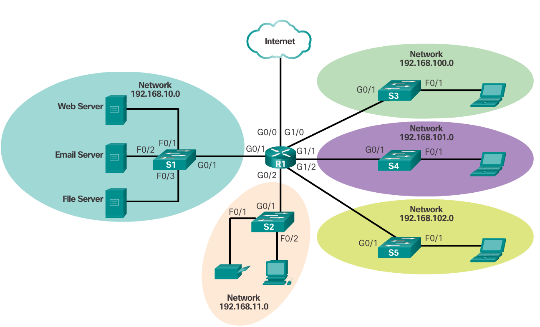 Internet
Network
192.168.10.0
Web Server
Email Server
File Server
F0/1
F0/2
F0/3
S1
G0/1
G0/0
G1/0
G0/1
G1/1
G1/2
G0/2
R1
Network
192.168.100.0
G0/1
F0/1
S3
Network
192.168.101.0
G0/1
F0/1
S4
Network
192.168.102.0
G0/1
F0/1
S5
G0/1
F0/1
S2
F0/2
Network
192.168.11.0